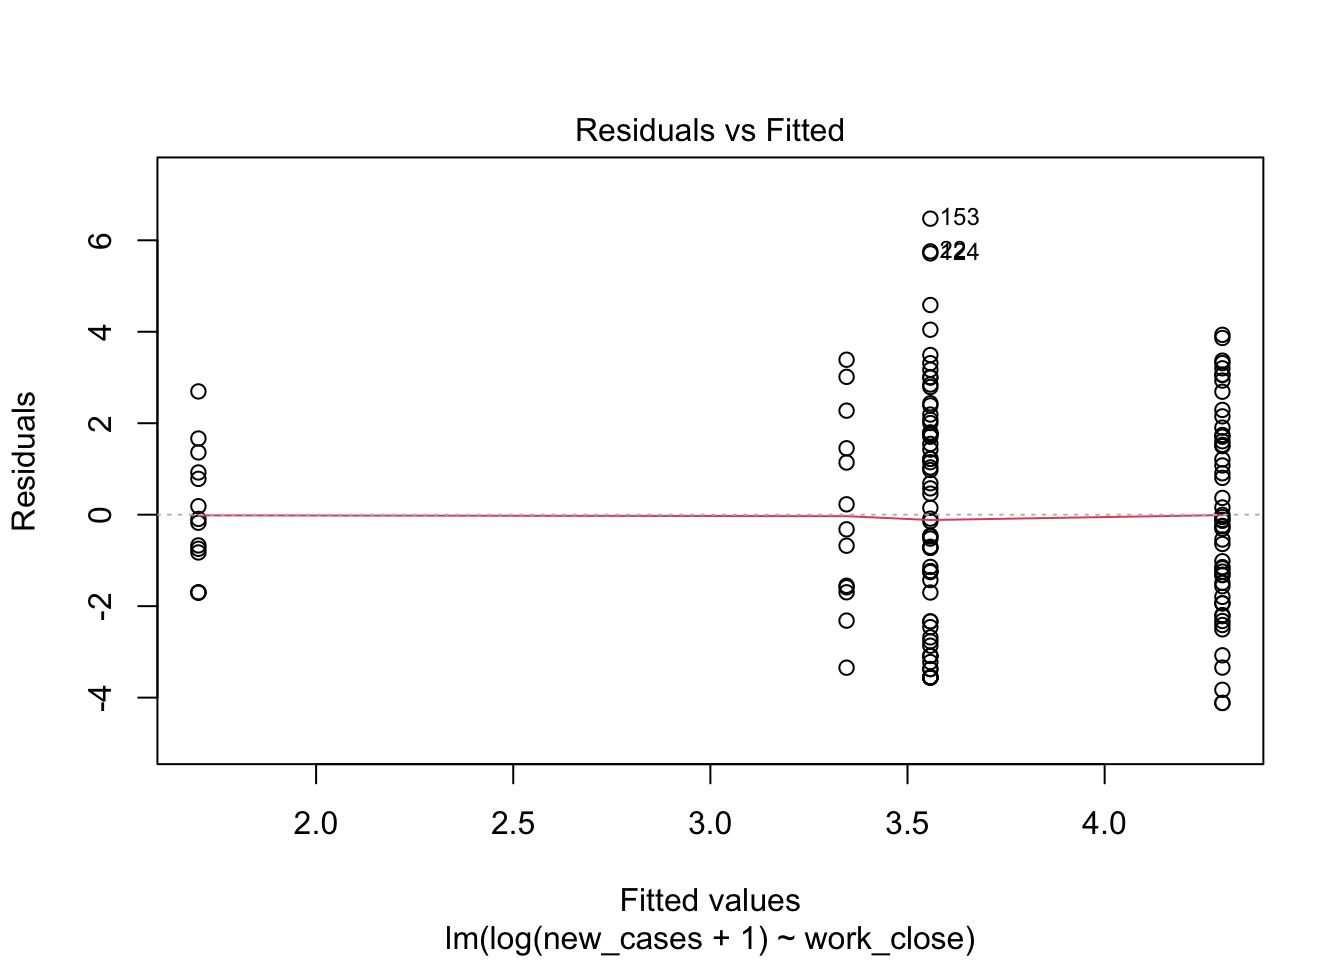 Residuals vs Fitted
Residuals
6
4
2
0
-2
-4
153
124
2.0 2.5 3.0 3.5 4.0
Fitted values
lm(log(new_cases + 1) ~ work_close)